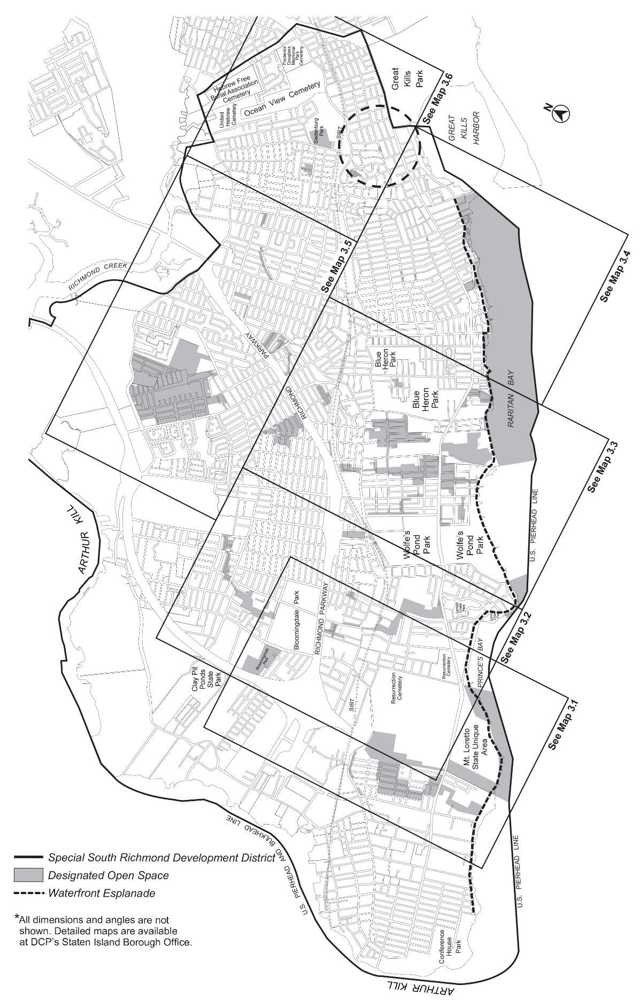 Frederick
Douglass
Memorial
Park
Cemetery
Hebrew Free
Burial Association
Cemetery
Great
Kills
Park
Ocean View Cemetery
United
Hebrew
Cemetery
See Map 3.6
N
GREAT
KILLS
HARBOR
Siedenburg
Park
SIRT
RICHMOND CREEK
See Map 3.5
See Map 3.4
PARKWAY
RICHMOND
Blue
Heron
Park
Blue
Heron
Park
RARITAN BAY
See Map 3.3
ARTHUR KILL
U.S. PIERHEAD LINE
Wolfe's
Pond
Park
Wolfe's
Pond
Park
Bloomingdale Park
RICHMOND PARKWAY
Lemon
Creek
Park
Lemon
Creek
See Map 3.2
Bloomingdale
Park
PRINCE'S BAY
Resurrection
Cemetery
Clay Pit
Ponds
State
Park
Resurrection
Cemetery
SIRT
See Map 3.1
Mt. Loretto
State Unique
Area
U.S. PIERHEAD AND BULKHEAD LINE
U.S. PIERHEAD LINE
Special South Richmond Development District
Designated Open Space
Waterfront Esplanade
*All dimensions and angles are not
shown. Detailed maps are available
at DCP's Staten Island Borough Office.
Conference
House
Park
ARTHUR KILL